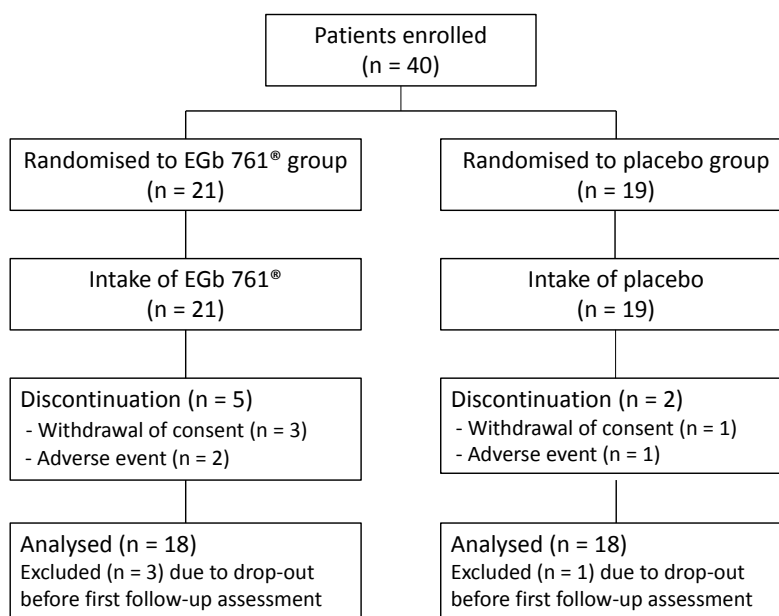 Patients enrolled
(n = 40)
Randomised to EGb 761® group
(n = 21)
Randomised to placebo group
(n = 19)
Intake of EGb 761®
(n = 21)
Intake of placebo
(n = 19)
Discontinuation (n = 5)
- Withdrawal of consent (n = 3)
- Adverse event (n = 2)
Discontinuation (n = 2)
- Withdrawal of consent (n = 1)
- Adverse event (n = 1)
Analysed (n = 18)
Excluded (n = 3) due to drop-out
before first follow-up assessment
Analysed (n = 18)
Excluded (n = 1) due to drop-out
before first follow-up assessment